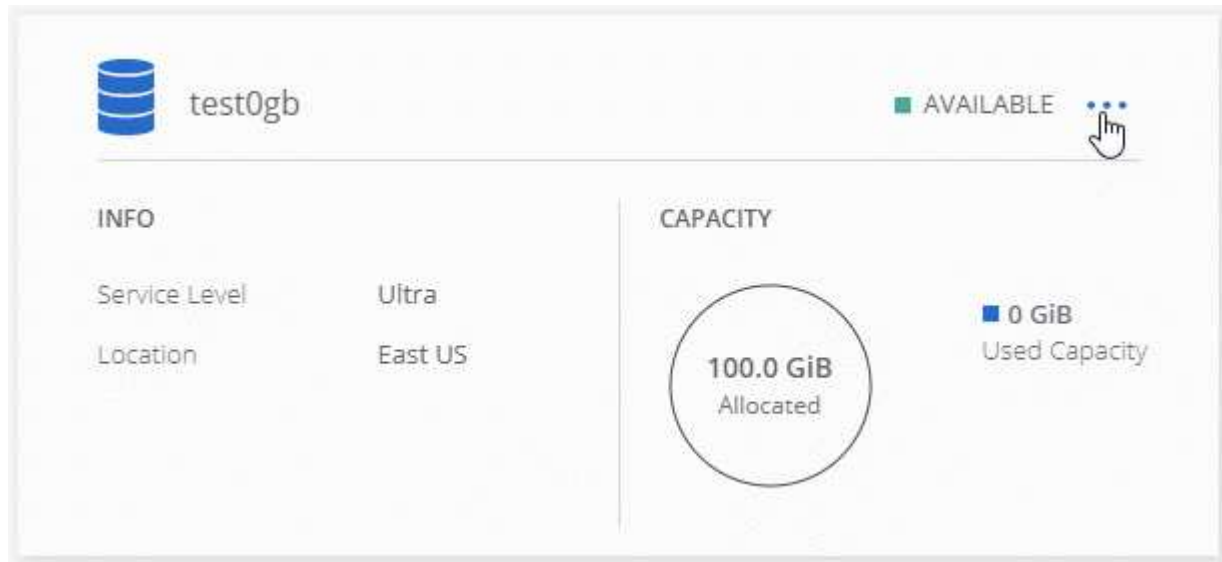 test0gb
AVAILABLE
INFO
Service Level Ultra
Location East US
CAPACITY
100.0 GiB
Allocated
0 GiB
Used Capacity